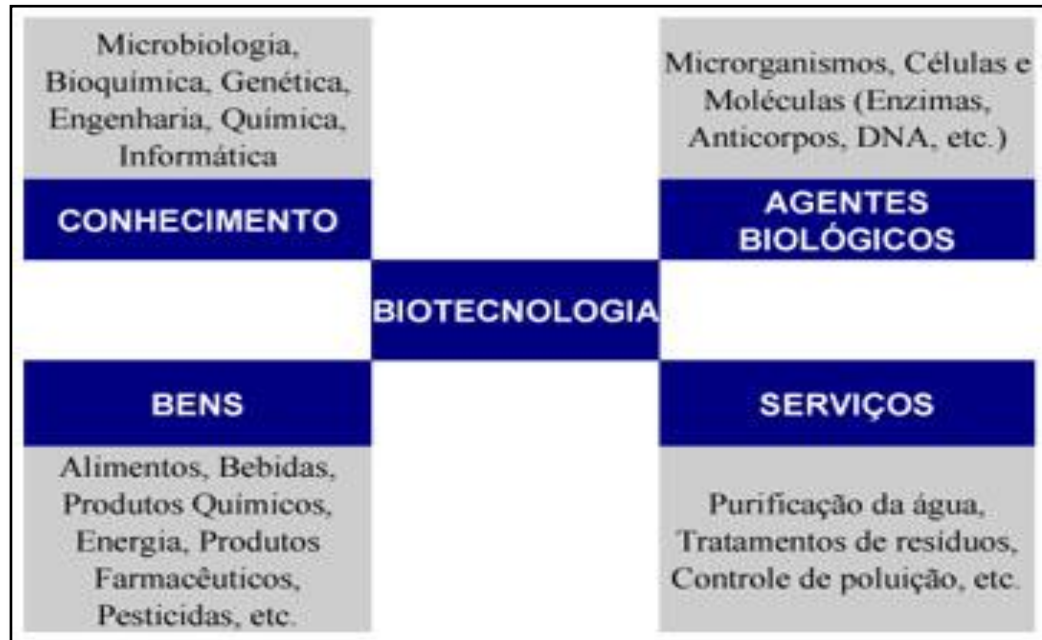 Microbiologia,
Bioquímica, Genética,
Engenharia, Química,
Informática
CONHECIMENTO
Microrganismos, Células e
Moléculas (Enzimas,
Anticorpos, DNA, etc.)
AGENTES
BIOLÓGICOS
BIOTECNOLOGIA
BENS
Alimentos, Bebidas,
Produtos Químicos,
Energia, Produtos
Farmacêuticos,
Pesticidas, etc.
SERVIÇOS
Purificação da água,
Tratamentos de resíduos,
Controle de poluição, etc.